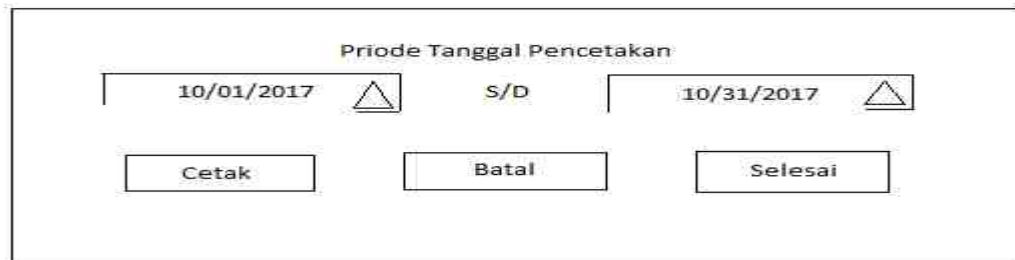 Priode Tanggal Pencetakan
10/01/2017 S/D 10/31/2017
Cetak Batal Selesai